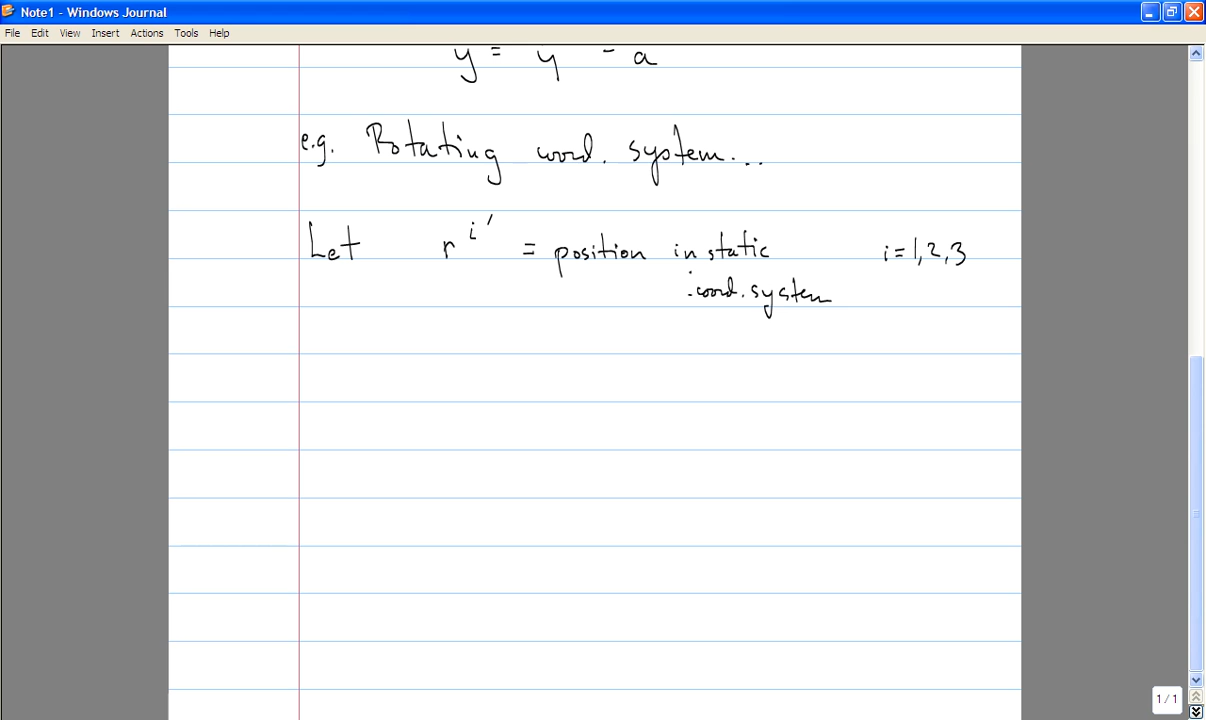 Note1 - Windows Journal
File Edit View Insert Actions Tools Help
y = y - a
e.g. Rotating coord. system...
Let r^i' = position in static i=1,2,3
coord. system
1/1